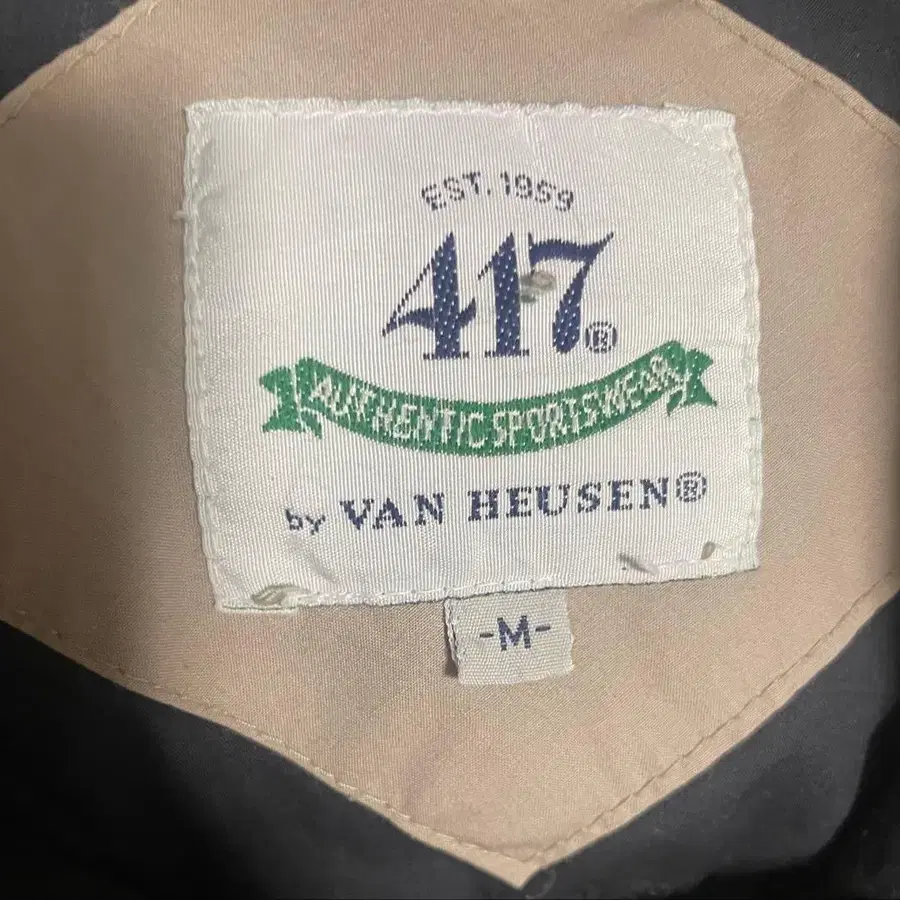 EST. 1959
417®
AUTHENTIC SPORTSWEAR
by VAN HEUSEN®
-M-